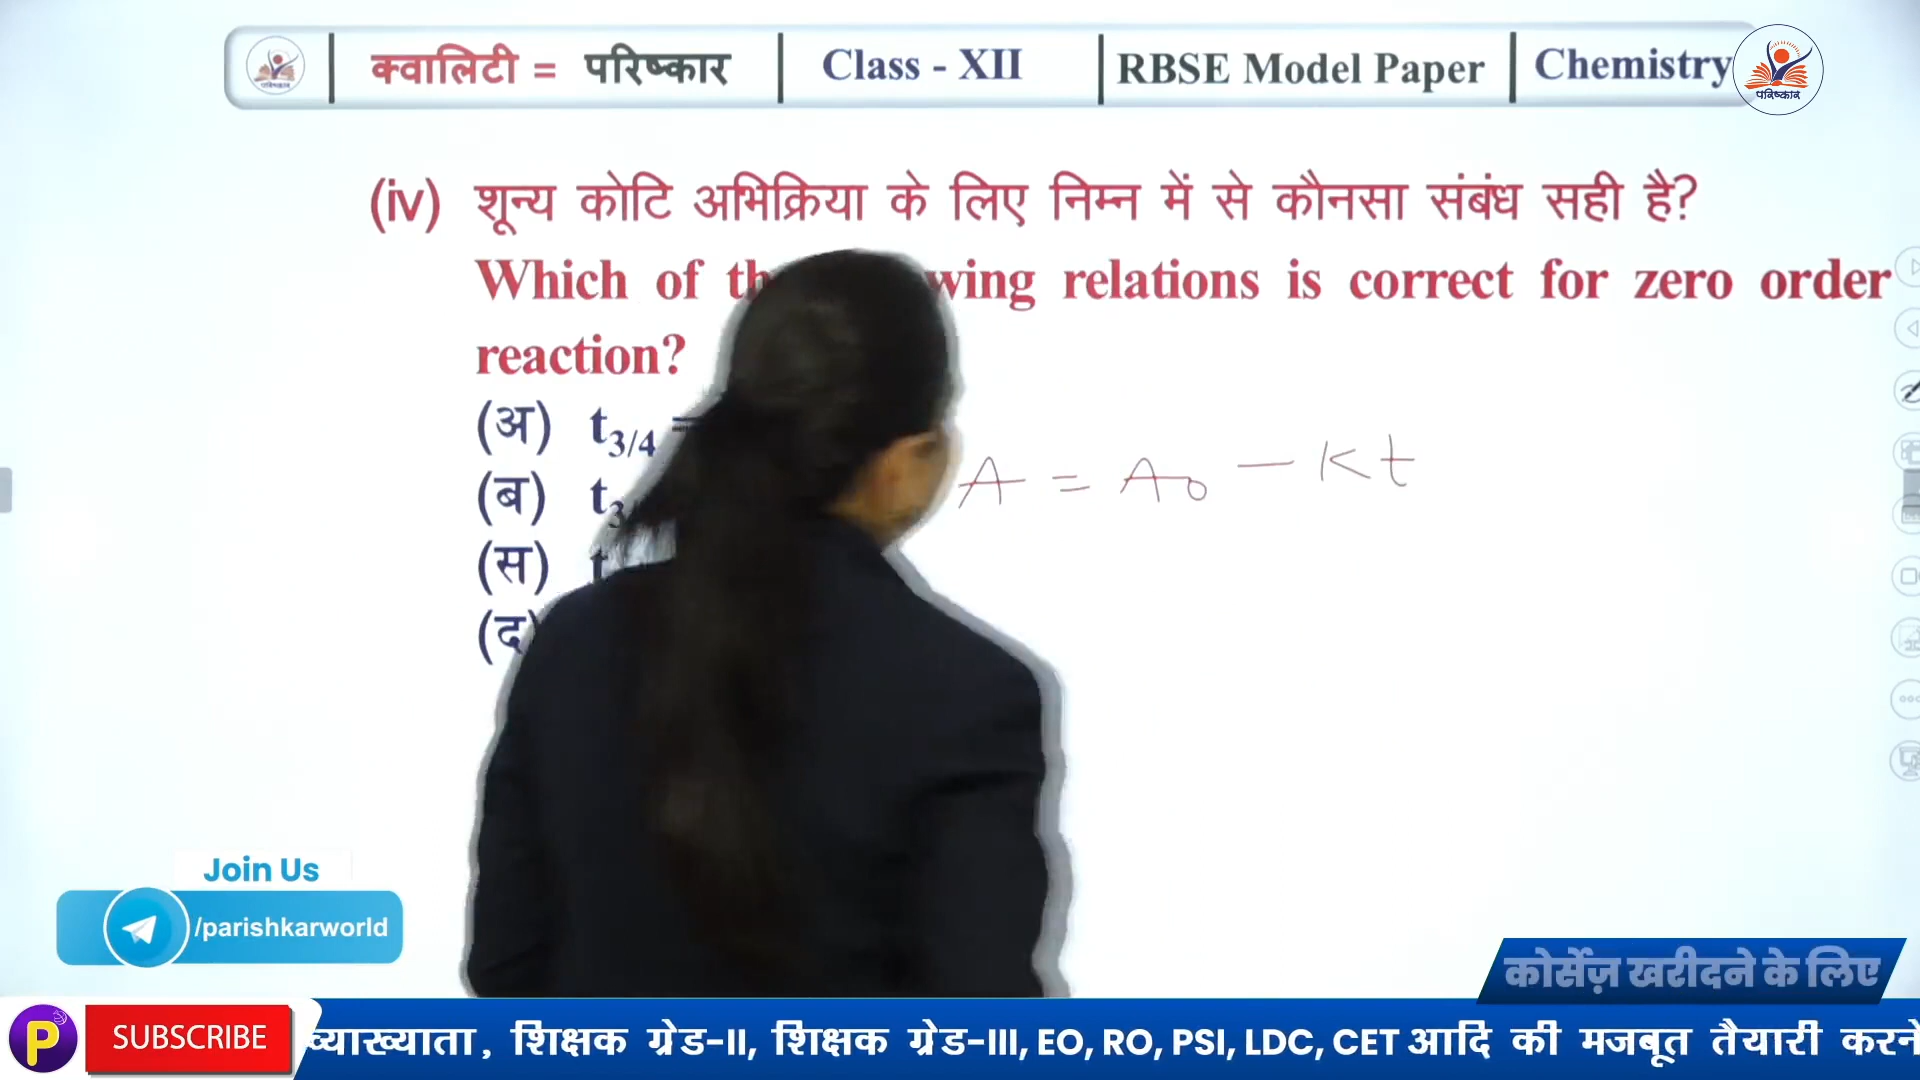 क्वालिटी = परिष्कार
Class - XII
RBSE Model Paper
Chemistry
परिष्कार
(iv) शून्य कोटि अभिक्रिया के लिए निम्न में से कौनसा संबंध सही है?
Which of wing relations is correct for zero order
reaction?
(अ) t3/4 =
(ब) t3/
(स) t
(द)
A = A0 - Kt
Join Us
/parishkarworld
कोर्सेज़ खरीदने के लिए
SUBSCRIBE
व्याख्याता, शिक्षक ग्रेड-II, शिक्षक ग्रेड-III, EO, RO, PSI, LDC, CET आदि की मजबूत तैयारी करने